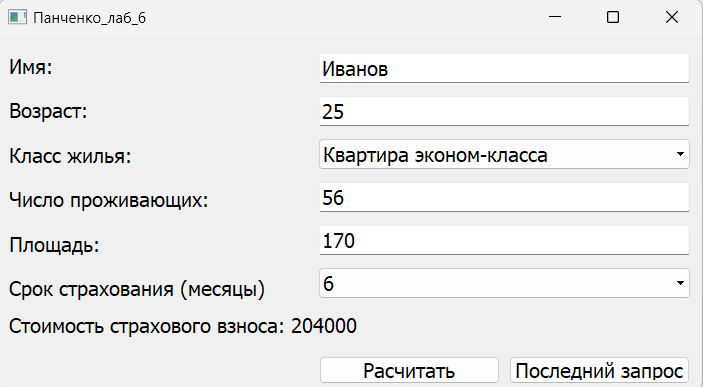 Панченко_лаб_6
Имя: Иванов
Возраст: 25
Класс жилья: Квартира эконом-класса
Число проживающих: 56
Площадь: 170
Срок страхования (месяцы) 6
Стоимость страхового взноса: 204000
Расчитать Последний запрос